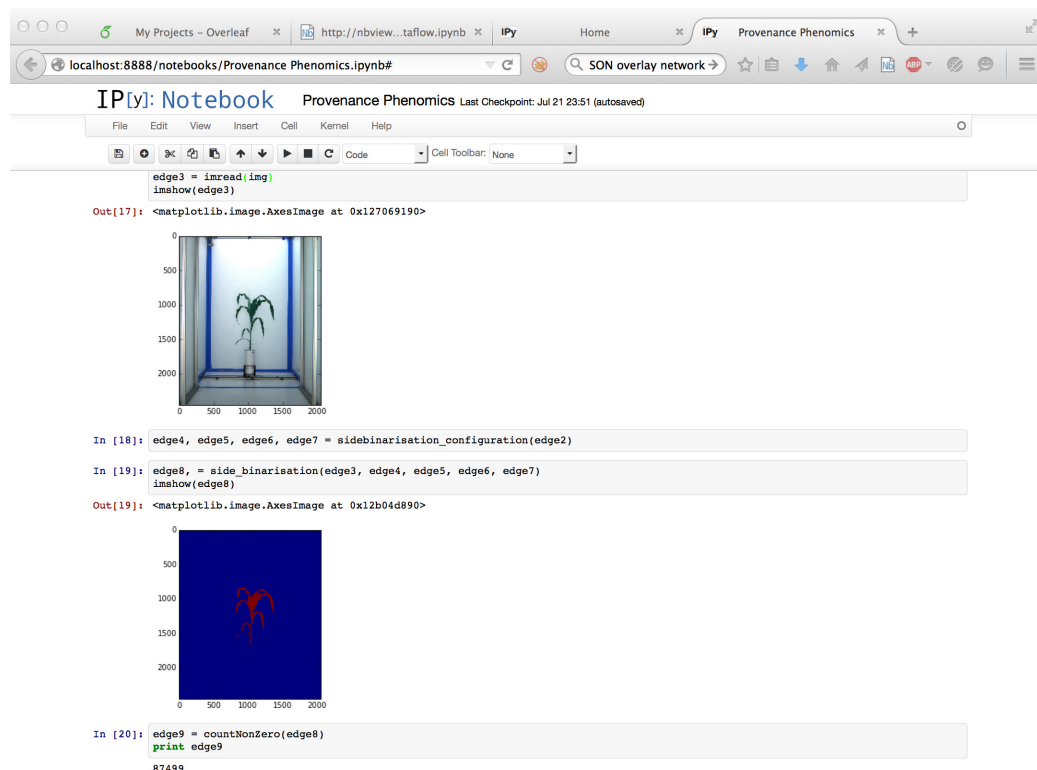 My Projects – Overleaf × http://nbview...taflow.ipynb × IPy Home × IPy Provenance Phenomics × +
localhost:8888/notebooks/Provenance Phenomics.ipynb# SON overlay network → Nb ABP
IP[y]: Notebook Provenance Phenomics Last Checkpoint: Jul 21 23:51 (autosaved)
File Edit View Insert Cell Kernel Help
Code Cell Toolbar: None
edge3 = imread(img)
imshow(edge3)
Out[17]: <matplotlib.image.AxesImage at 0x127069190>
0
500
1000
1500
2000
0 500 1000 1500 2000
In [18]: edge4, edge5, edge6, edge7 = sidebinarisation_configuration(edge2)
In [19]: edge8, = side_binarisation(edge3, edge4, edge5, edge6, edge7)
imshow(edge8)
Out[19]: <matplotlib.image.AxesImage at 0x12b04d890>
0
500
1000
1500
2000
0 500 1000 1500 2000
In [20]: edge9 = countNonZero(edge8)
print edge9
87499